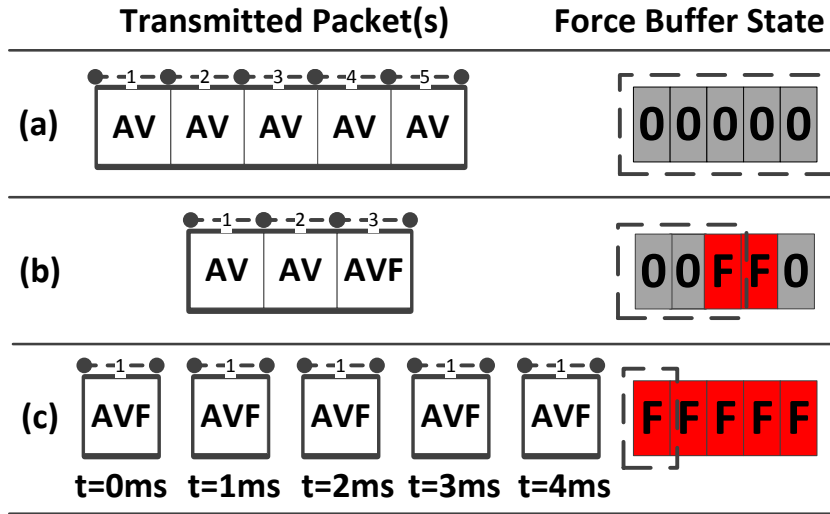 Transmitted Packet(s) Force Buffer State
1 2 3 4 5
(a) AV AV AV AV AV 0 0 0 0 0
1 2 3
(b) AV AV AVF 0 0 F F 0
1 1 1 1 1
(c) AVF AVF AVF AVF AVF F F F F F
t=0ms t=1ms t=2ms t=3ms t=4ms